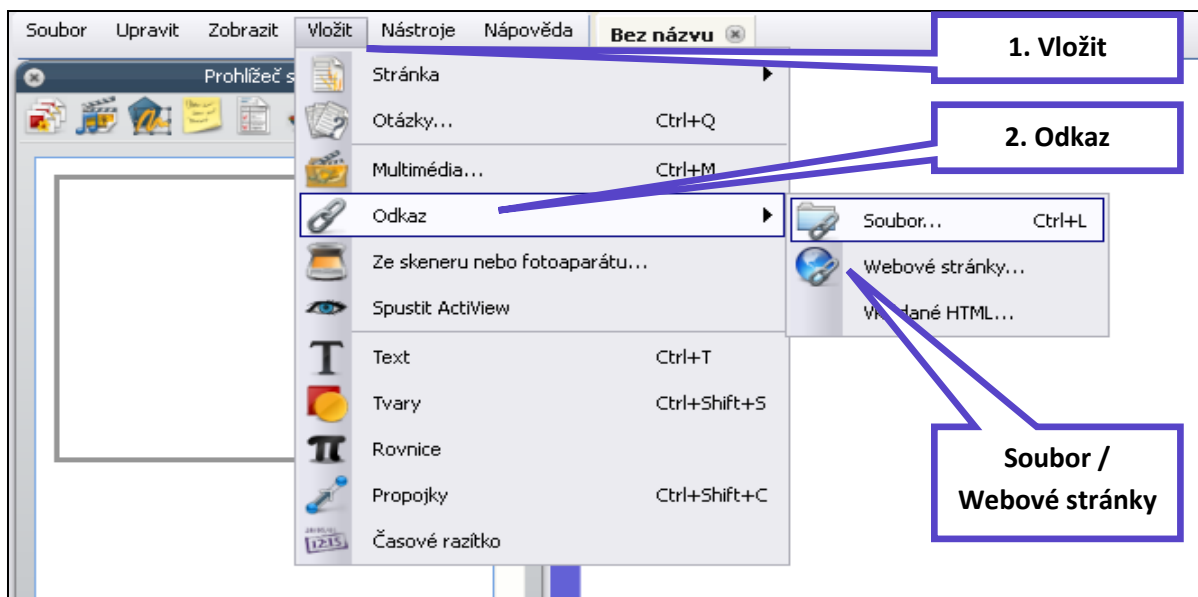 Soubor Upravit Zobrazit Vložit Nástroje Nápověda Bez názvu
1. Vložit
Prohlížeč s
Stránka
Otázky... Ctrl+Q
2. Odkaz
Multimédia... Ctrl+M
Odkaz
Soubor... Ctrl+L
Ze skeneru nebo fotoaparátu...
Webové stránky...
Spustit ActiView
HTML...
Text Ctrl+T
Tvary Ctrl+Shift+S
Rovnice
Soubor /
Webové stránky
Propojky Ctrl+Shift+C
Časové razítko